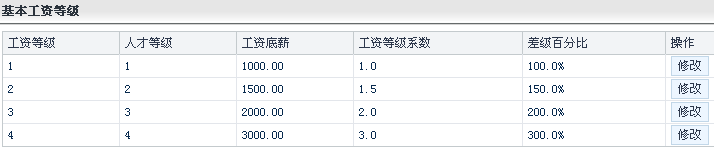 基本工资等级
工资等级 人才等级 工资底薪 工资等级系数 差级百分比 操作
1 1 1000.00 1.0 100.0% 修改
2 2 1500.00 1.5 150.0% 修改
3 3 2000.00 2.0 200.0% 修改
4 4 3000.00 3.0 300.0% 修改